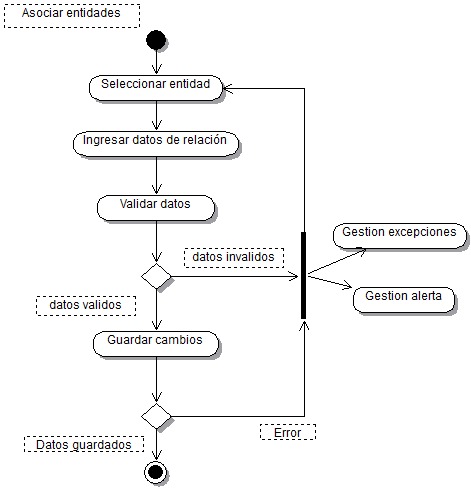 Asociar entidades
Seleccionar entidad
Ingresar datos de relación
Validar datos
datos invalidos
Gestion excepciones
Gestion alerta
datos validos
Guardar cambios
Error
Datos guardados